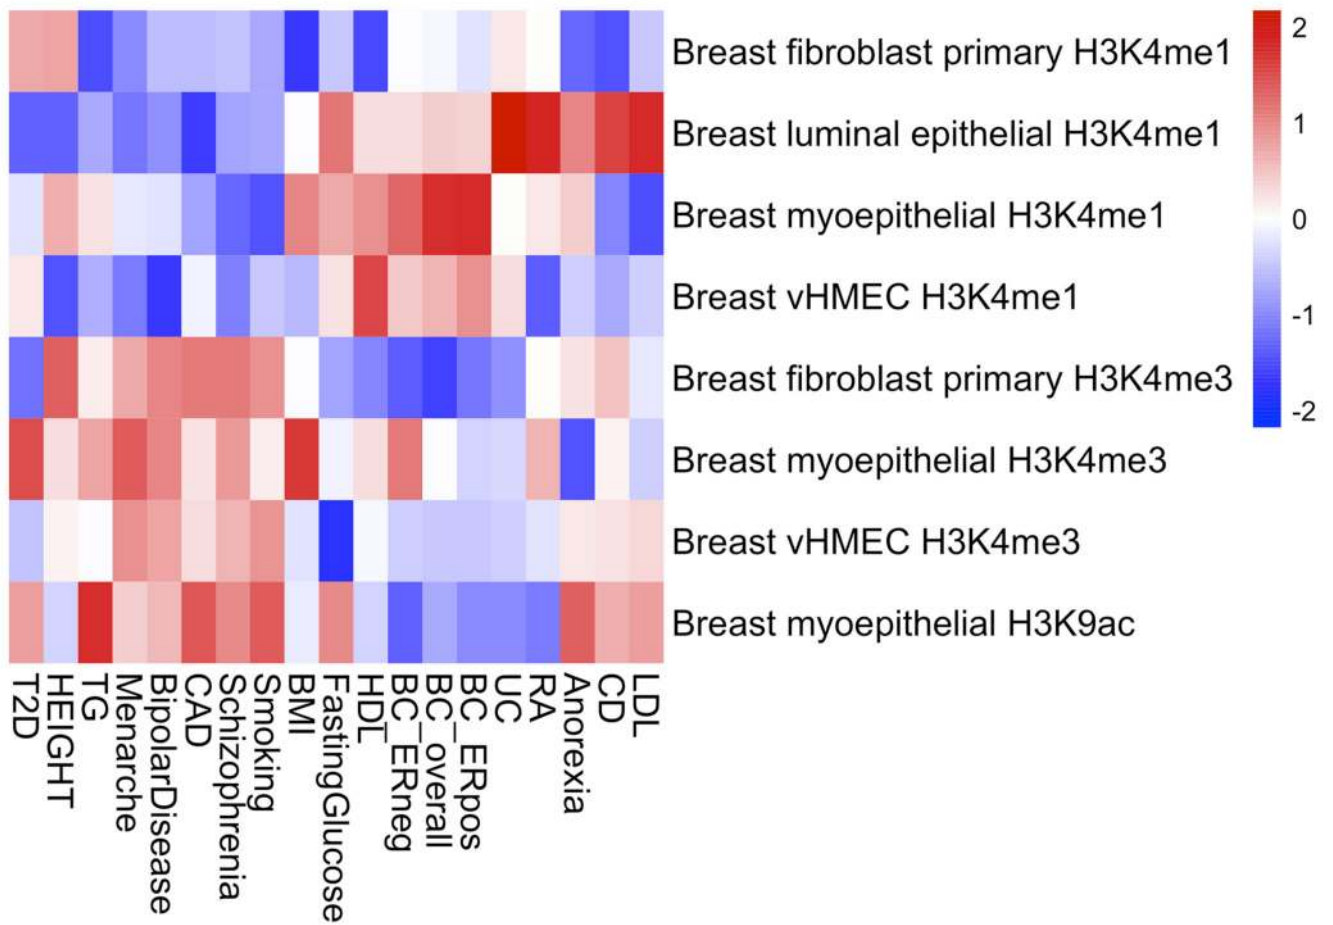 Breast fibroblast primary H3K4me1
Breast luminal epithelial H3K4me1
Breast myoepithelial H3K4me1
Breast vHMEC H3K4me1
Breast fibroblast primary H3K4me3
Breast myoepithelial H3K4me3
Breast vHMEC H3K4me3
Breast myoepithelial H3K9ac
2
1
0
-1
-2
T2D
HEIGHT
TG
Menarche
BipolarDisease
CAD
Schizophrenia
Smoking
BMI
FastingGlucose
HDL
BC_ERneg
BC_overall
BC_ERpos
UC
RA
Anorexia
CD
LDL